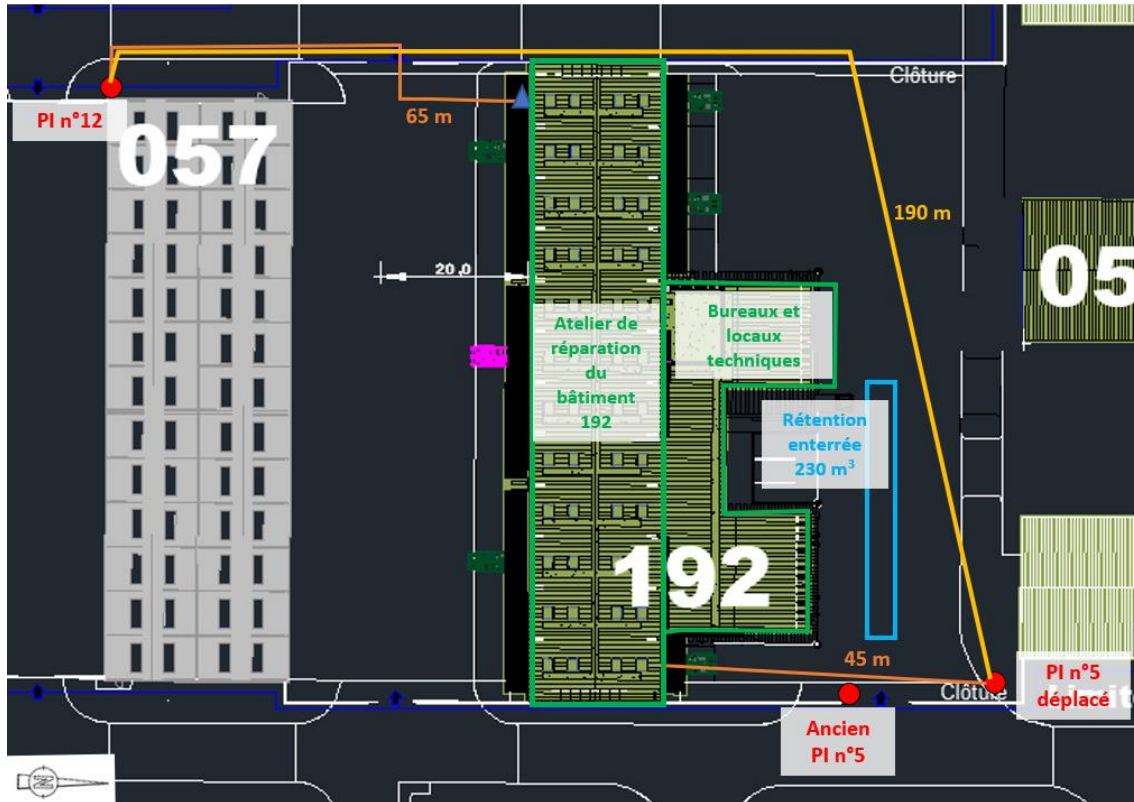 Clôture
PI n°12
057
65 m
190 m
20,0
05
Atelier de
réparation
du
bâtiment
192
Bureaux et
locaux
techniques
Rétention
enterrée
230 m³
192
45 m
Clôture
PI n°5
déplacé
Ancien
PI n°5
N